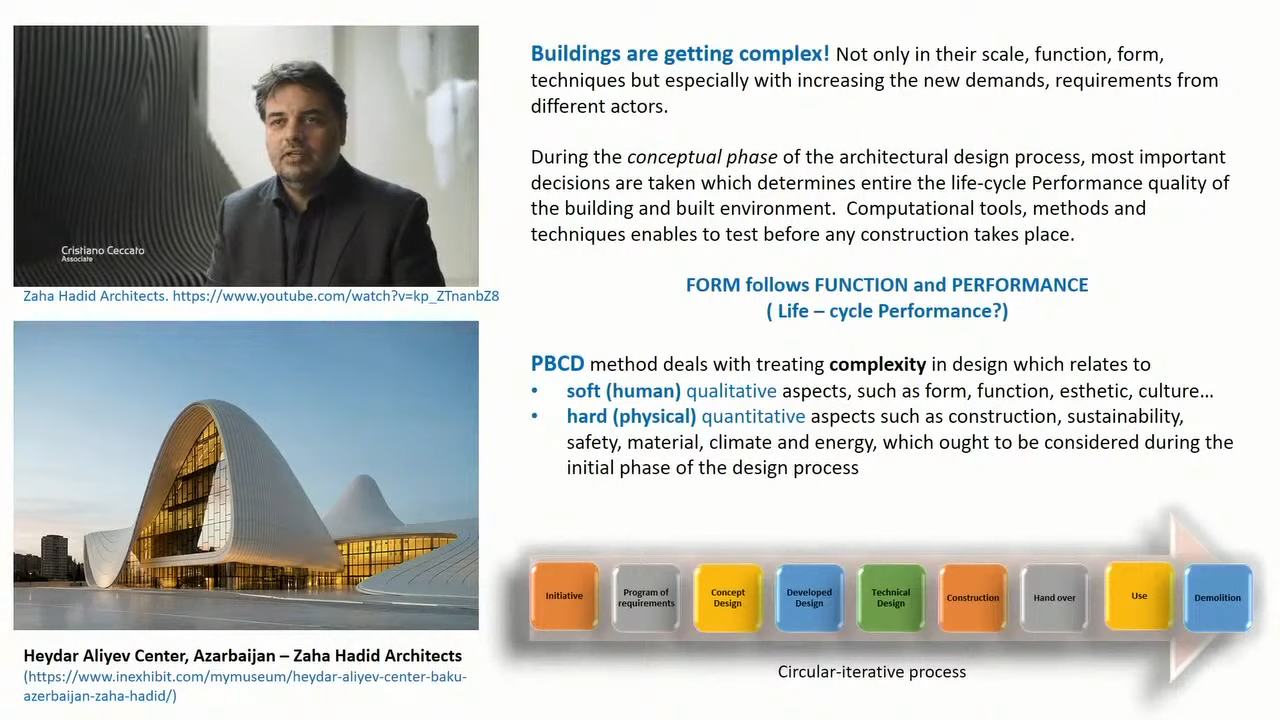 Cristiano Ceccato
Associate
Zaha Hadid Architects. https://www.youtube.com/watch?v=kp_ZTnanbZ8
Heydar Aliyev Center, Azarbaijan – Zaha Hadid Architects
(https://www.inexhibit.com/mymuseum/heydar-aliyev-center-baku-
azerbaijan-zaha-hadid/)
Buildings are getting complex! Not only in their scale, function, form,
techniques but especially with increasing the new demands, requirements from
different actors.
During the conceptual phase of the architectural design process, most important
decisions are taken which determines entire the life-cycle Performance quality of
the building and built environment. Computational tools, methods and
techniques enables to test before any construction takes place.
FORM follows FUNCTION and PERFORMANCE
( Life – cycle Performance?)
PBCD method deals with treating complexity in design which relates to
• soft (human) qualitative aspects, such as form, function, esthetic, culture…
• hard (physical) quantitative aspects such as construction, sustainability,
safety, material, climate and energy, which ought to be considered during the
initial phase of the design process
Initiative
Program of
requirements
Concept
Design
Developed
Design
Technical
Design
Construction
Hand over
Use
Demolition
Circular-iterative process